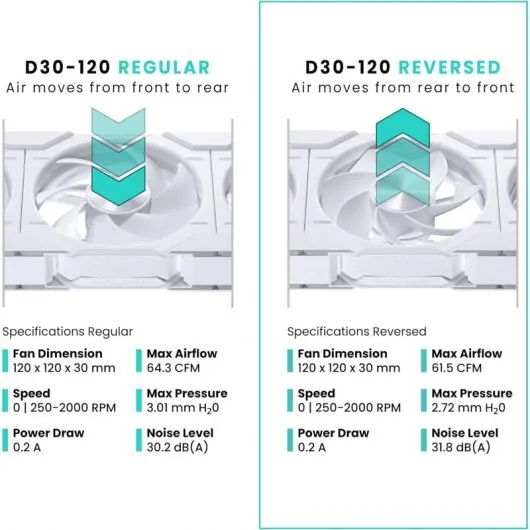 D30-120 REGULAR
Air moves from front to rear
Specifications Regular
Fan Dimension
120 x 120 x 30 mm
Max Airflow
64.3 CFM
Speed
0 | 250-2000 RPM
Max Pressure
3.01 mm H₂0
Power Draw
0.2 A
Noise Level
30.2 dB(A)
D30-120 REVERSED
Air moves from rear to front
Specifications Reversed
Fan Dimension
120 x 120 x 30 mm
Max Airflow
61.5 CFM
Speed
0 | 250-2000 RPM
Max Pressure
2.72 mm H₂0
Power Draw
0.2 A
Noise Level
31.8 dB(A)